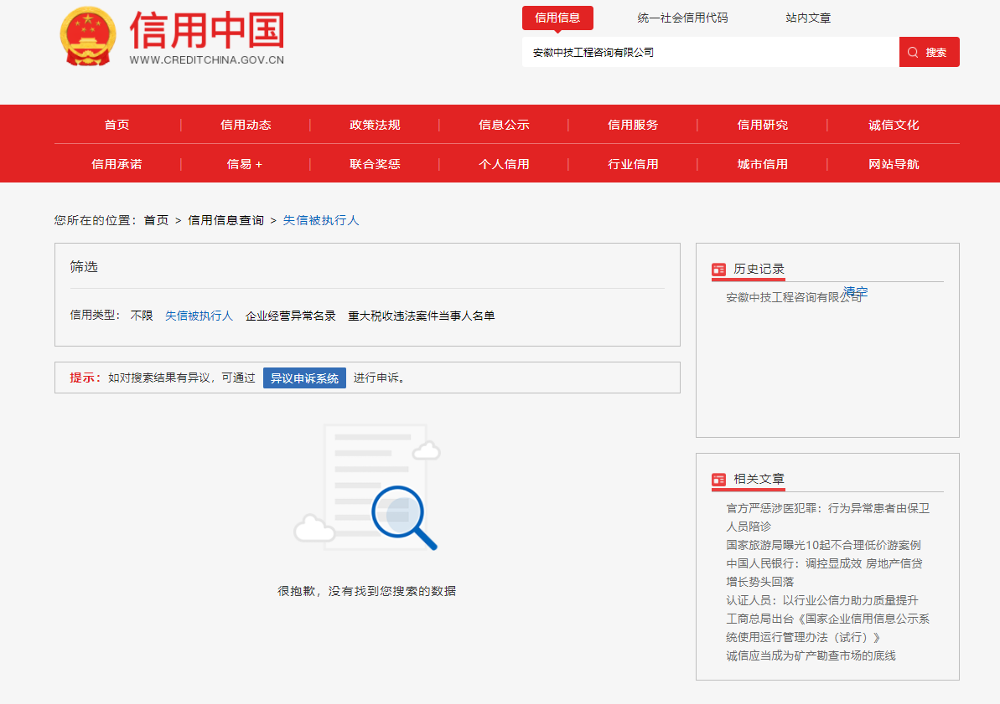 信用中国
WWW.CREDITCHINA.GOV.CN
信用信息 统一社会信用代码 站内文章
安徽中技工程咨询有限公司 搜索
首页 信用动态 政策法规 信息公示 信用服务 信用研究 诚信文化
信用承诺 信易+ 联合奖惩 个人信用 行业信用 城市信用 网站导航
您所在的位置：首页 > 信用信息查询 > 失信被执行人
筛选
信用类型： 不限 失信被执行人 企业经营异常名录 重大税收违法案件当事人名单
提示：如对搜索结果有异议，可通过 异议申诉系统 进行申诉。
很抱歉，没有找到您搜索的数据
历史记录
清空
安徽中技工程咨询有限公司
相关文章
官方严惩涉医犯罪：行为异常患者由保卫
人员陪诊
国家旅游局曝光10起不合理低价游案例
中国人民银行：调控显成效 房地产信贷
增长势头回落
认证人员：以行业公信力助力质量提升
工商总局出台《国家企业信用信息公示系
统使用运行管理办法（试行）》
诚信应当成为矿产勘查市场的底线